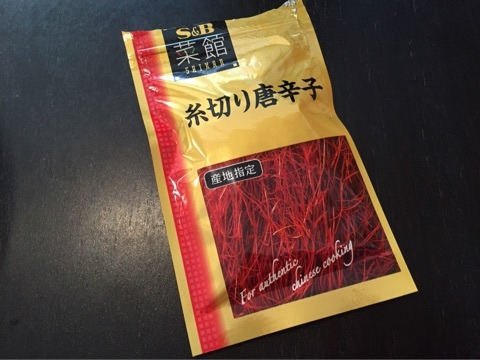 S&B
菜館
SAIKAN
糸切り唐辛子
産地指定
For authentic
chinese cooking